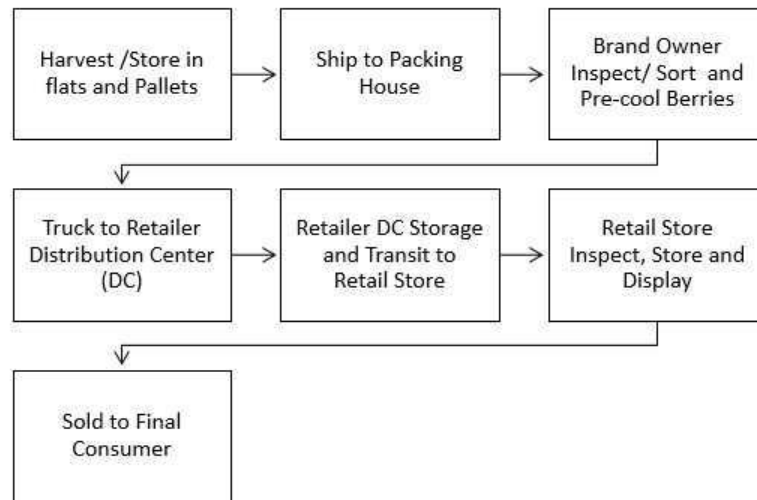 Harvest /Store in
flats and Pallets
Ship to Packing
House
Brand Owner
Inspect/ Sort and
Pre-cool Berries
Truck to Retailer
Distribution Center
(DC)
Retailer DC Storage
and Transit to
Retail Store
Retail Store
Inspect, Store and
Display
Sold to Final
Consumer